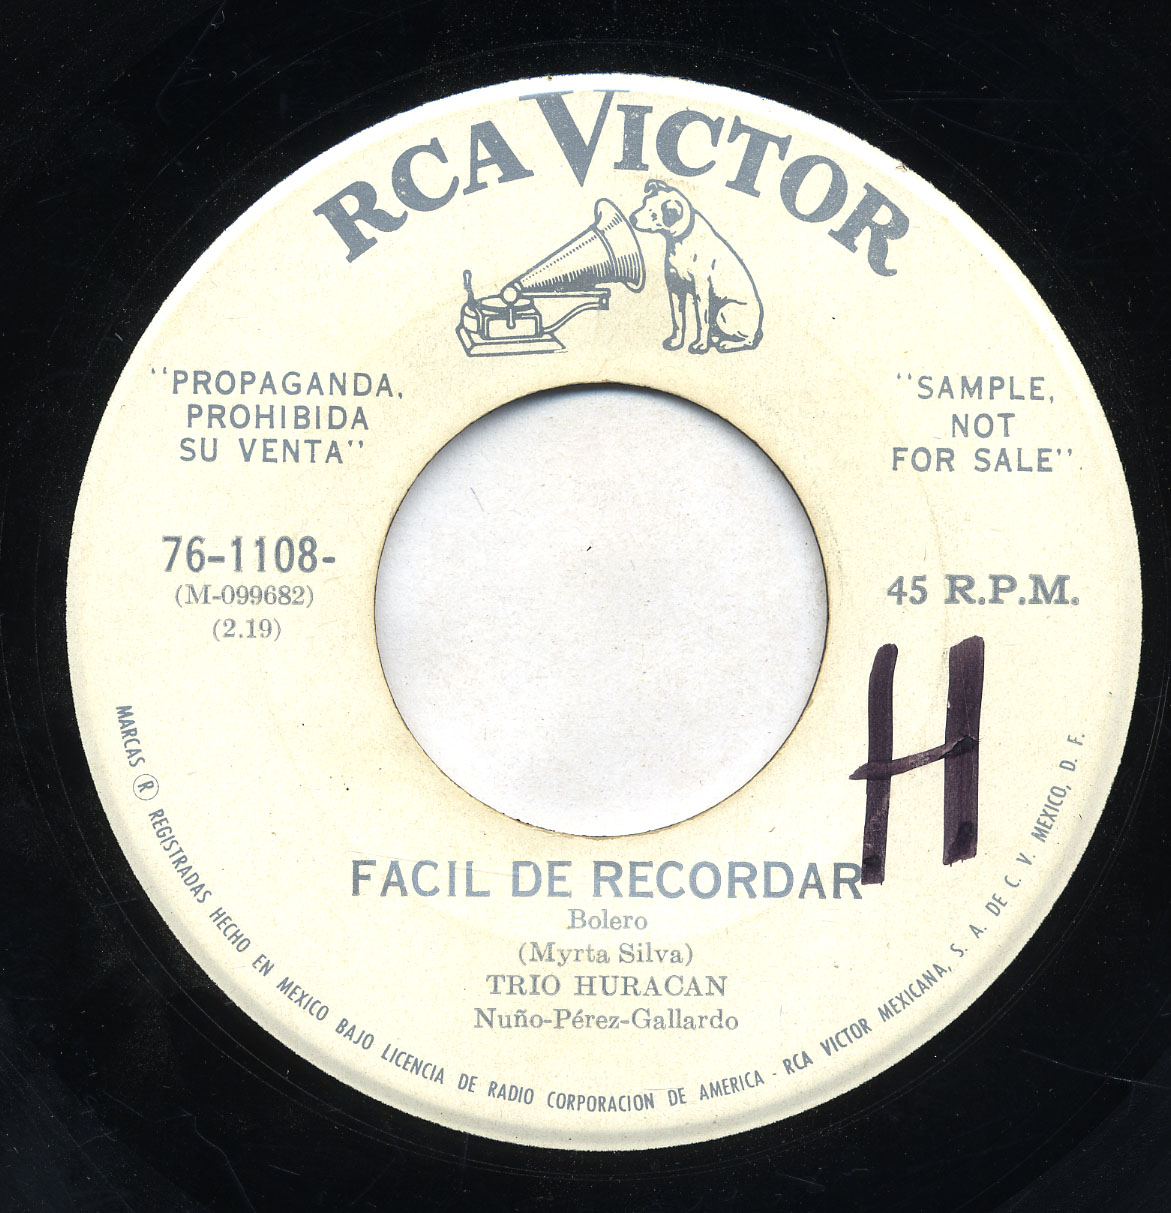 RCA VICTOR
"PROPAGANDA,
PROHIBIDA
SU VENTA"
"SAMPLE,
NOT
FOR SALE"
76-1108-
(M-099682)
(2.19)
45 R.P.M.
H
FACIL DE RECORDAR
Bolero
(Myrta Silva)
TRIO HURACAN
Nuño-Pérez-Gallardo
MARCAS ® REGISTRADAS HECHO EN MEXICO BAJO LICENCIA DE RADIO CORPORACION DE AMERICA - RCA VICTOR MEXICANA, S. A. DE C. V. MEXICO, D. F.